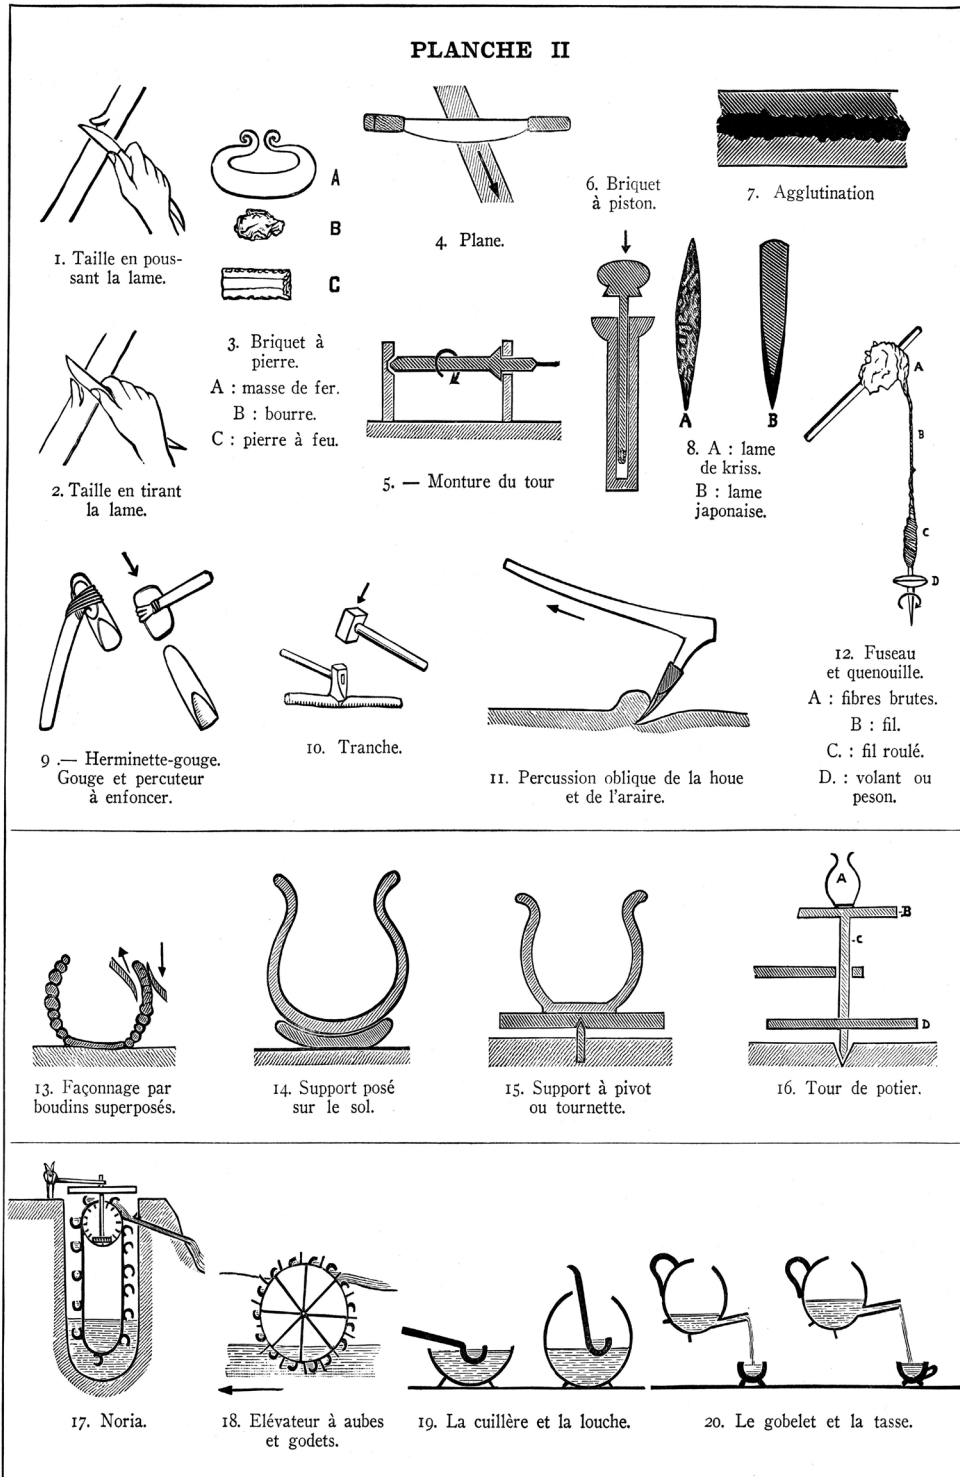 PLANCHE II
1. Taille en pous-
sant la lame.
A
B
C
3. Briquet à
pierre.
A : masse de fer.
B : bourre.
C : pierre à feu.
4. Plane.
6. Briquet
à piston.
7. Agglutination
2. Taille en tirant
la lame.
5. — Monture du tour
A
B
8. A : lame
de kriss.
B : lame
japonaise.
A
B
C
D
12. Fuseau
et quenouille.
A : fibres brutes.
B : fil.
C. : fil roulé.
D. : volant ou
peson.
9 .— Herminette-gouge.
Gouge et percuteur
à enfoncer.
10. Tranche.
11. Percussion oblique de la houe
et de l'araire.
13. Façonnage par
boudins superposés.
14. Support posé
sur le sol.
15. Support à pivot
ou tournette.
A
B
C
D
16. Tour de potier.
17. Noria.
18. Elévateur à aubes
et godets.
19. La cuillère et la louche.
20. Le gobelet et la tasse.